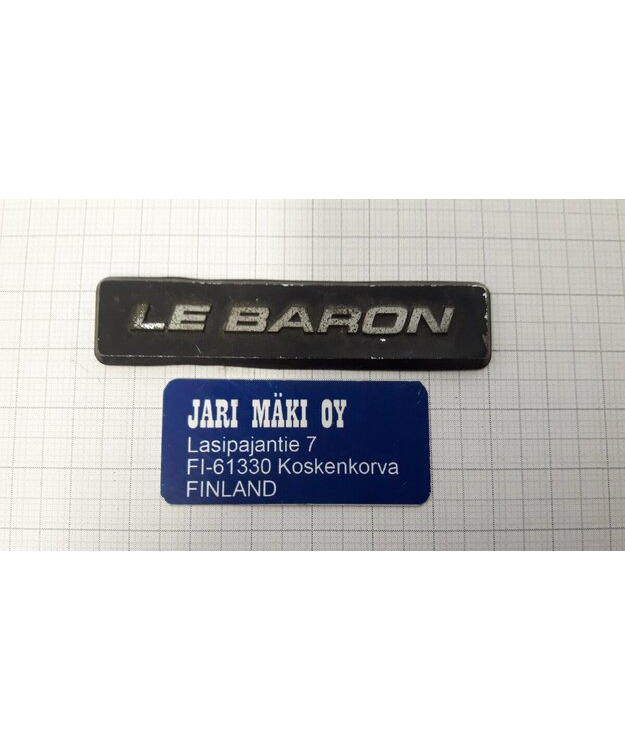 LE BARON
JARI MÄKI OY
Lasipajantie 7
FI-61330 Koskenkorva
FINLAND